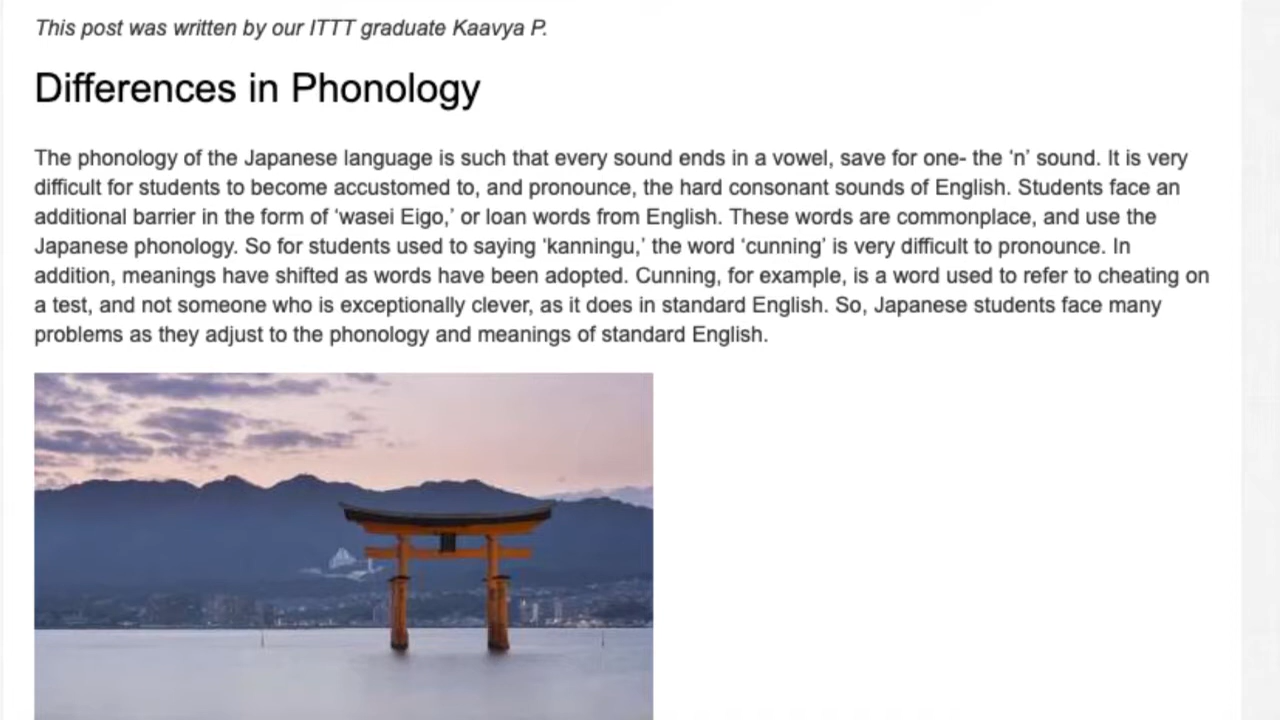 This post was written by our ITTT graduate Kaavya P.
Differences in Phonology
The phonology of the Japanese language is such that every sound ends in a vowel, save for one- the ‘n’ sound. It is very
difficult for students to become accustomed to, and pronounce, the hard consonant sounds of English. Students face an
additional barrier in the form of ‘wasei Eigo,’ or loan words from English. These words are commonplace, and use the
Japanese phonology. So for students used to saying ‘kanningu,’ the word ‘cunning’ is very difficult to pronounce. In
addition, meanings have shifted as words have been adopted. Cunning, for example, is a word used to refer to cheating on
a test, and not someone who is exceptionally clever, as it does in standard English. So, Japanese students face many
problems as they adjust to the phonology and meanings of standard English.